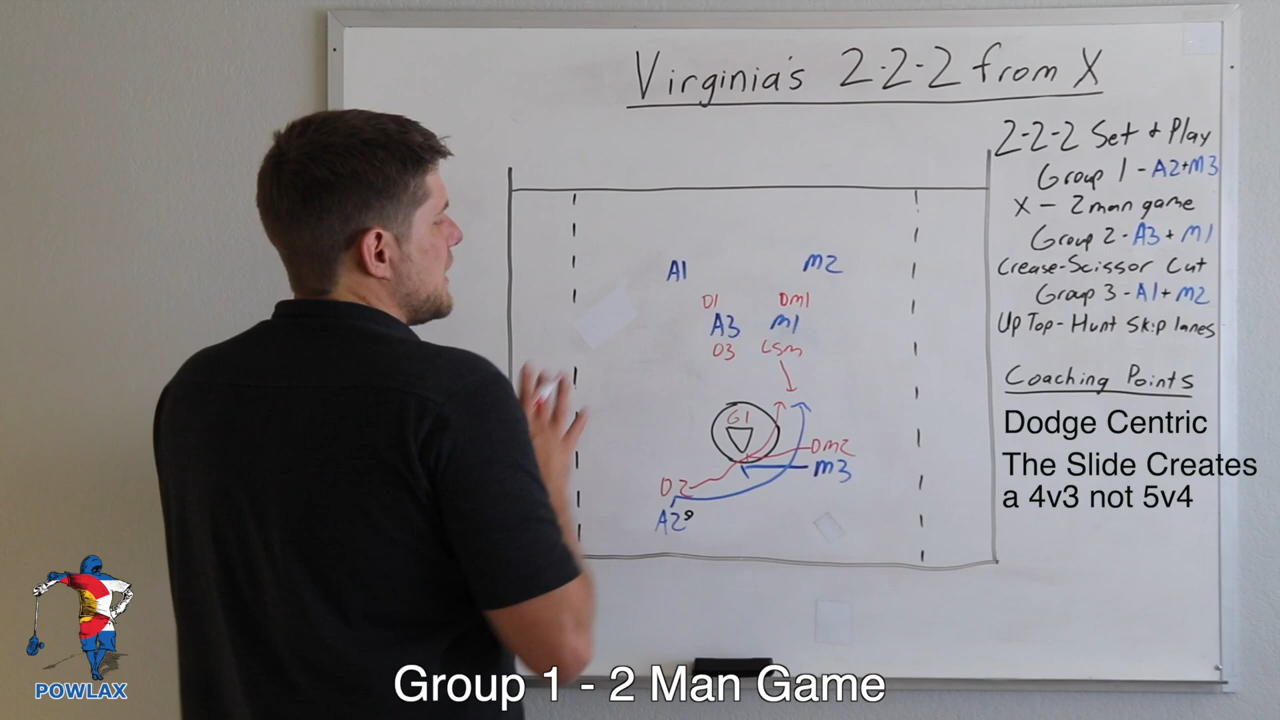 Virginia's 2-2-2 from X
2-2-2 Set + Play
Group 1 - A2+M3
X - 2 man game
Group 2 - A3 + M1
Crease-Scissor Cut
Group 3 - A1 + M2
Up Top - Hunt Skip lanes
Coaching Points
Dodge Centric
The Slide Creates
a 4v3 not 5v4
A1 M2
D1 DM1
A3 M1
D3 LSM
G1
DM2
M3
D2
A2
POWLAX
Group 1 - 2 Man Game